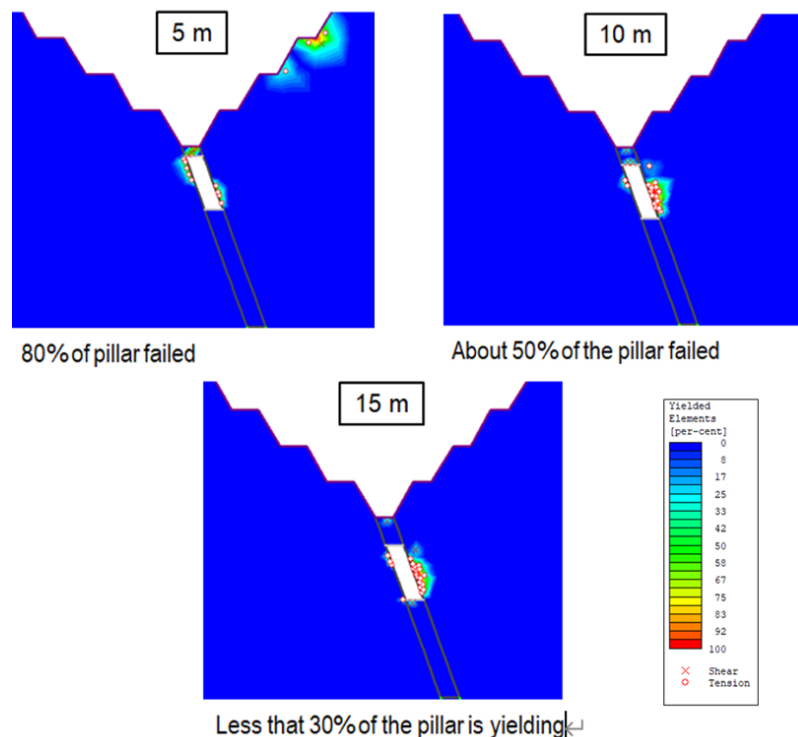 5 m
10 m
80% of pillar failed
About 50% of the pillar failed
15 m
Less that 30% of the pillar is yielding↵
Yielded
Elements
[per-cent]
0
8
17
25
33
42
50
58
67
75
83
92
100
Shear
Tension